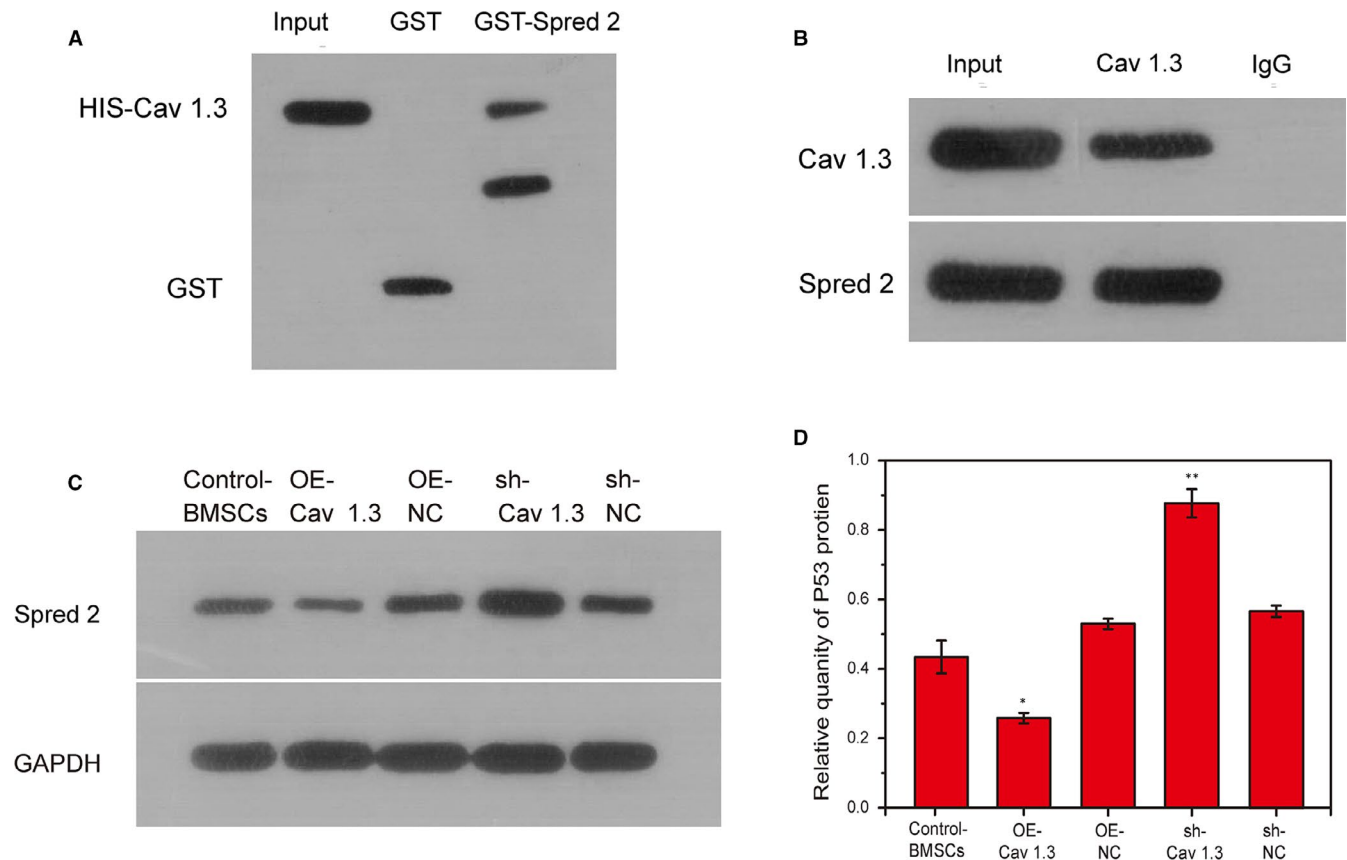 A
Input
GST
GST-Spred 2
HIS-Cav 1.3
GST
B
Input
Cav 1.3
IgG
Cav 1.3
Spred 2
C
Control-
BMSCs
OE-
Cav 1.3
OE-
NC
sh-
Cav 1.3
sh-
NC
Spred 2
GAPDH
D
Relative quanity of P53 protien
1.0
0.8
0.6
0.4
0.2
0.0
*
**
Control-
BMSCs
OE-
Cav 1.3
OE-
NC
sh-
Cav 1.3
sh-
NC